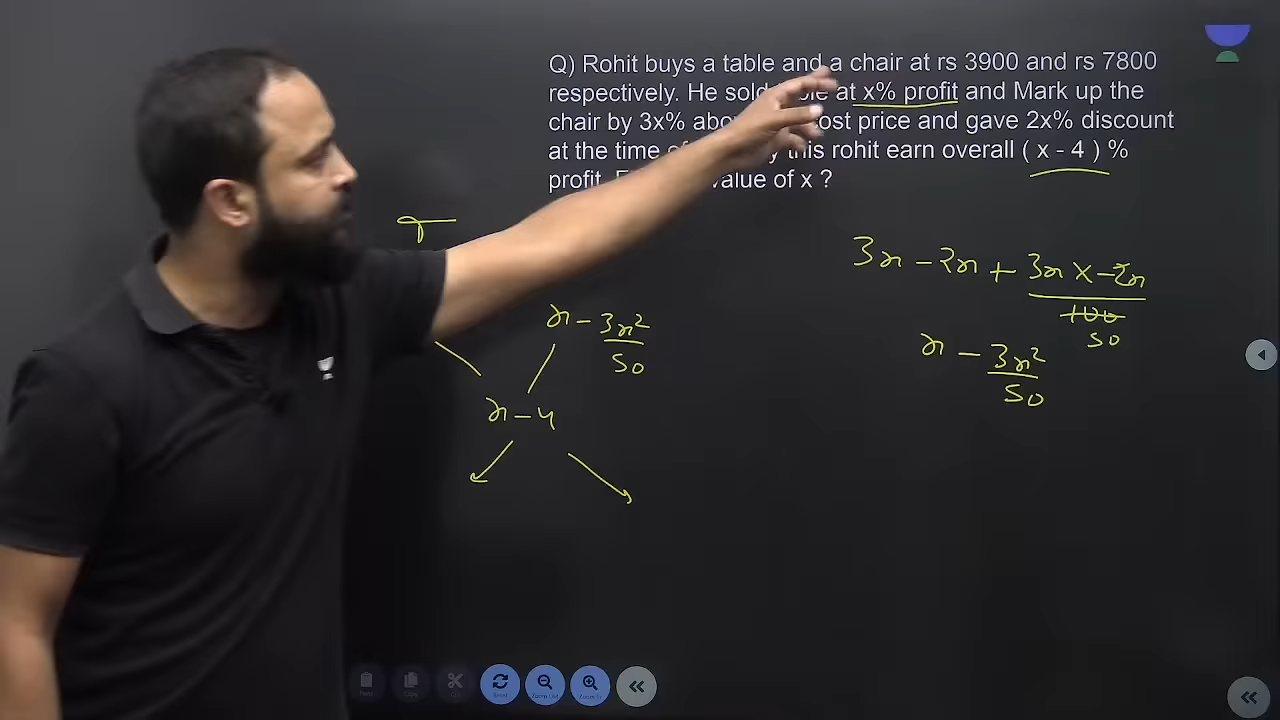 Q) Rohit buys a table and a chair at rs 3900 and rs 7800
respectively. He sold at x% profit and Mark up the
chair by 3x% cost price and gave 2x% discount
at the time this rohit earn overall ( x - 4 ) %
profit. value of x ?
T
3x - 2x + 3x × -2x
100
50
x - 3x²
50
x - 3x²
50
x - 4